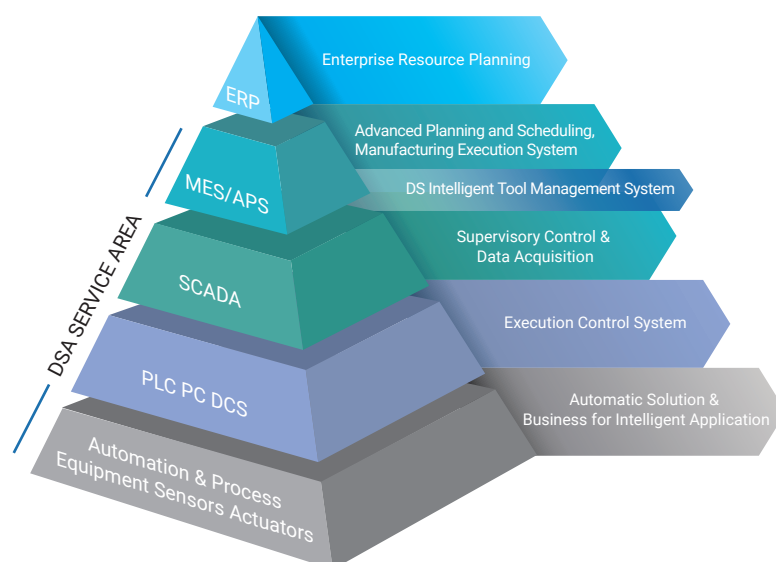 Enterprise Resource Planning
ERP
Advanced Planning and Scheduling,
Manufacturing Execution System
MES/APS
DS Intelligent Tool Management System
DSA SERVICE AREA
SCADA
Supervisory Control &
Data Acquisition
PLC PC DCS
Execution Control System
Automation & Process
Equipment Sensors Actuators
Automatic Solution &
Business for Intelligent Application